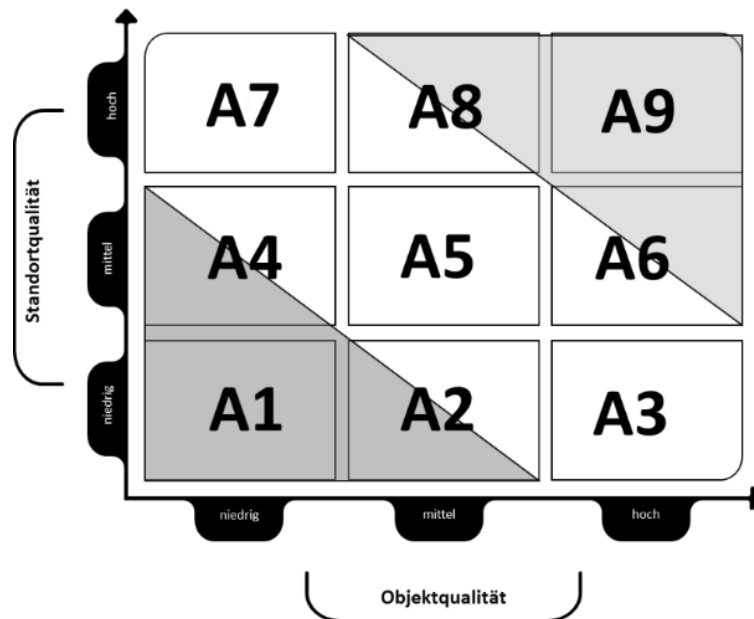 hoch
A7
A8
A9
Standortqualität
mittel
A4
A5
A6
niedrig
A1
A2
A3
niedrig
mittel
hoch
Objektqualität